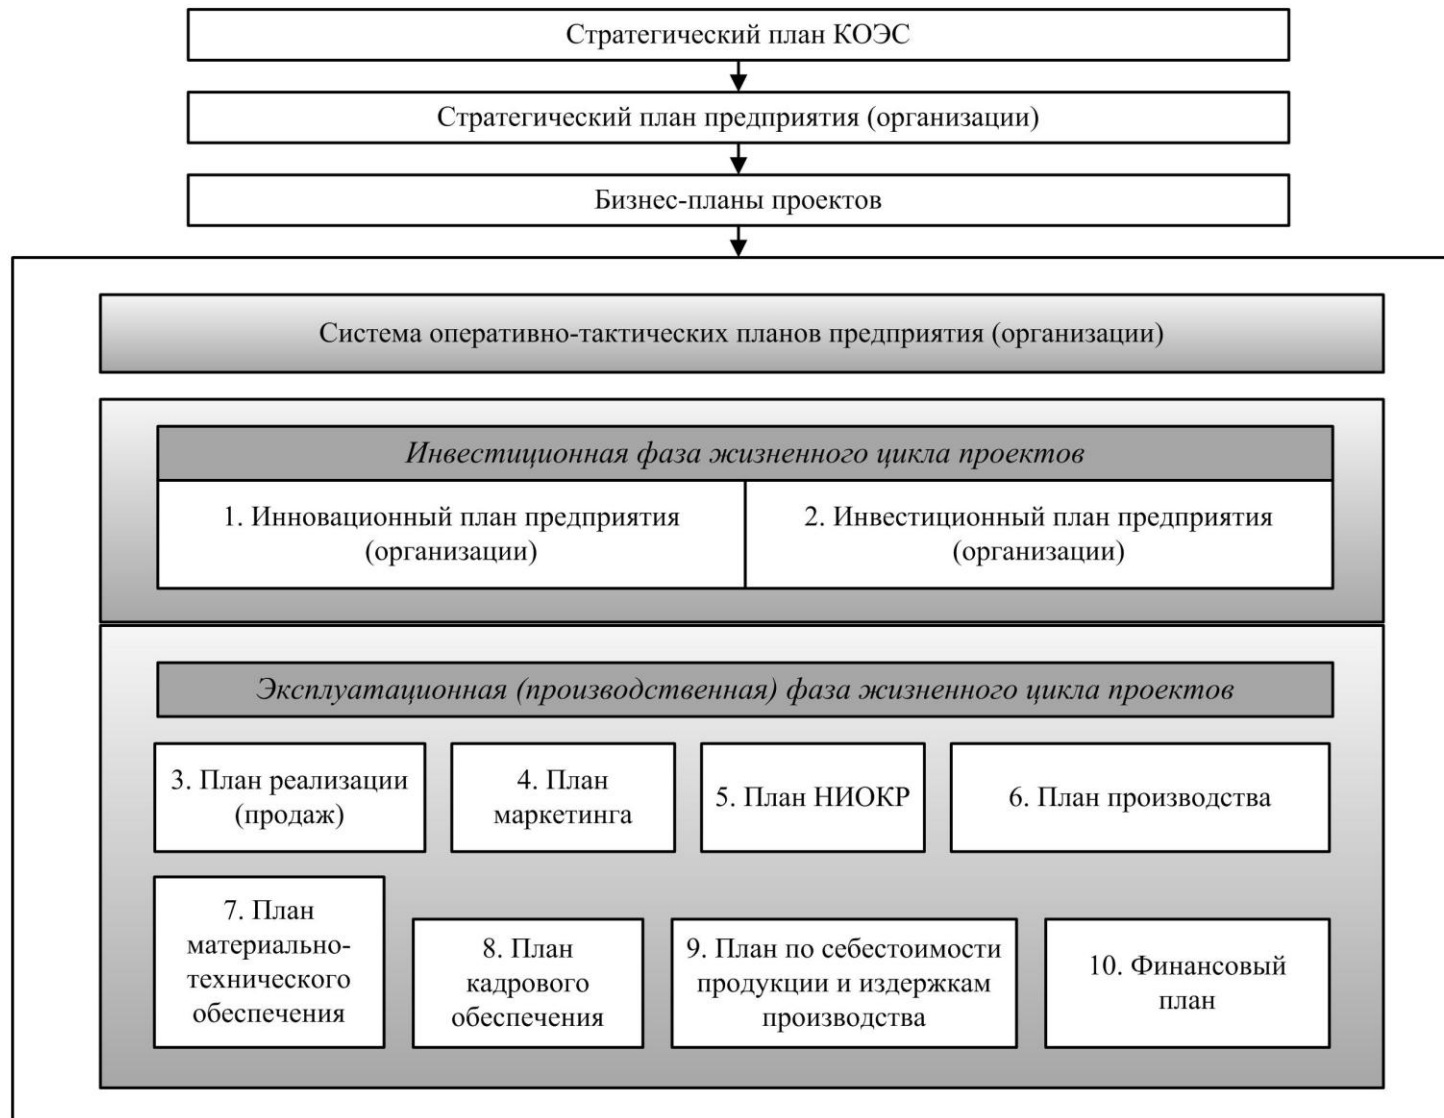 Стратегический план КОЭС
Стратегический план предприятия (организации)
Бизнес-планы проектов
Система оперативно-тактических планов предприятия (организации)
Инвестиционная фаза жизненного цикла проектов
1. Инновационный план предприятия
(организации)
2. Инвестиционный план предприятия
(организации)
Эксплуатационная (производственная) фаза жизненного цикла проектов
3. План реализации
(продаж)
4. План
маркетинга
5. План НИОКР
6. План производства
7. План
материально-
технического
обеспечения
8. План
кадрового
обеспечения
9. План по себестоимости
продукции и издержкам
производства
10. Финансовый
план